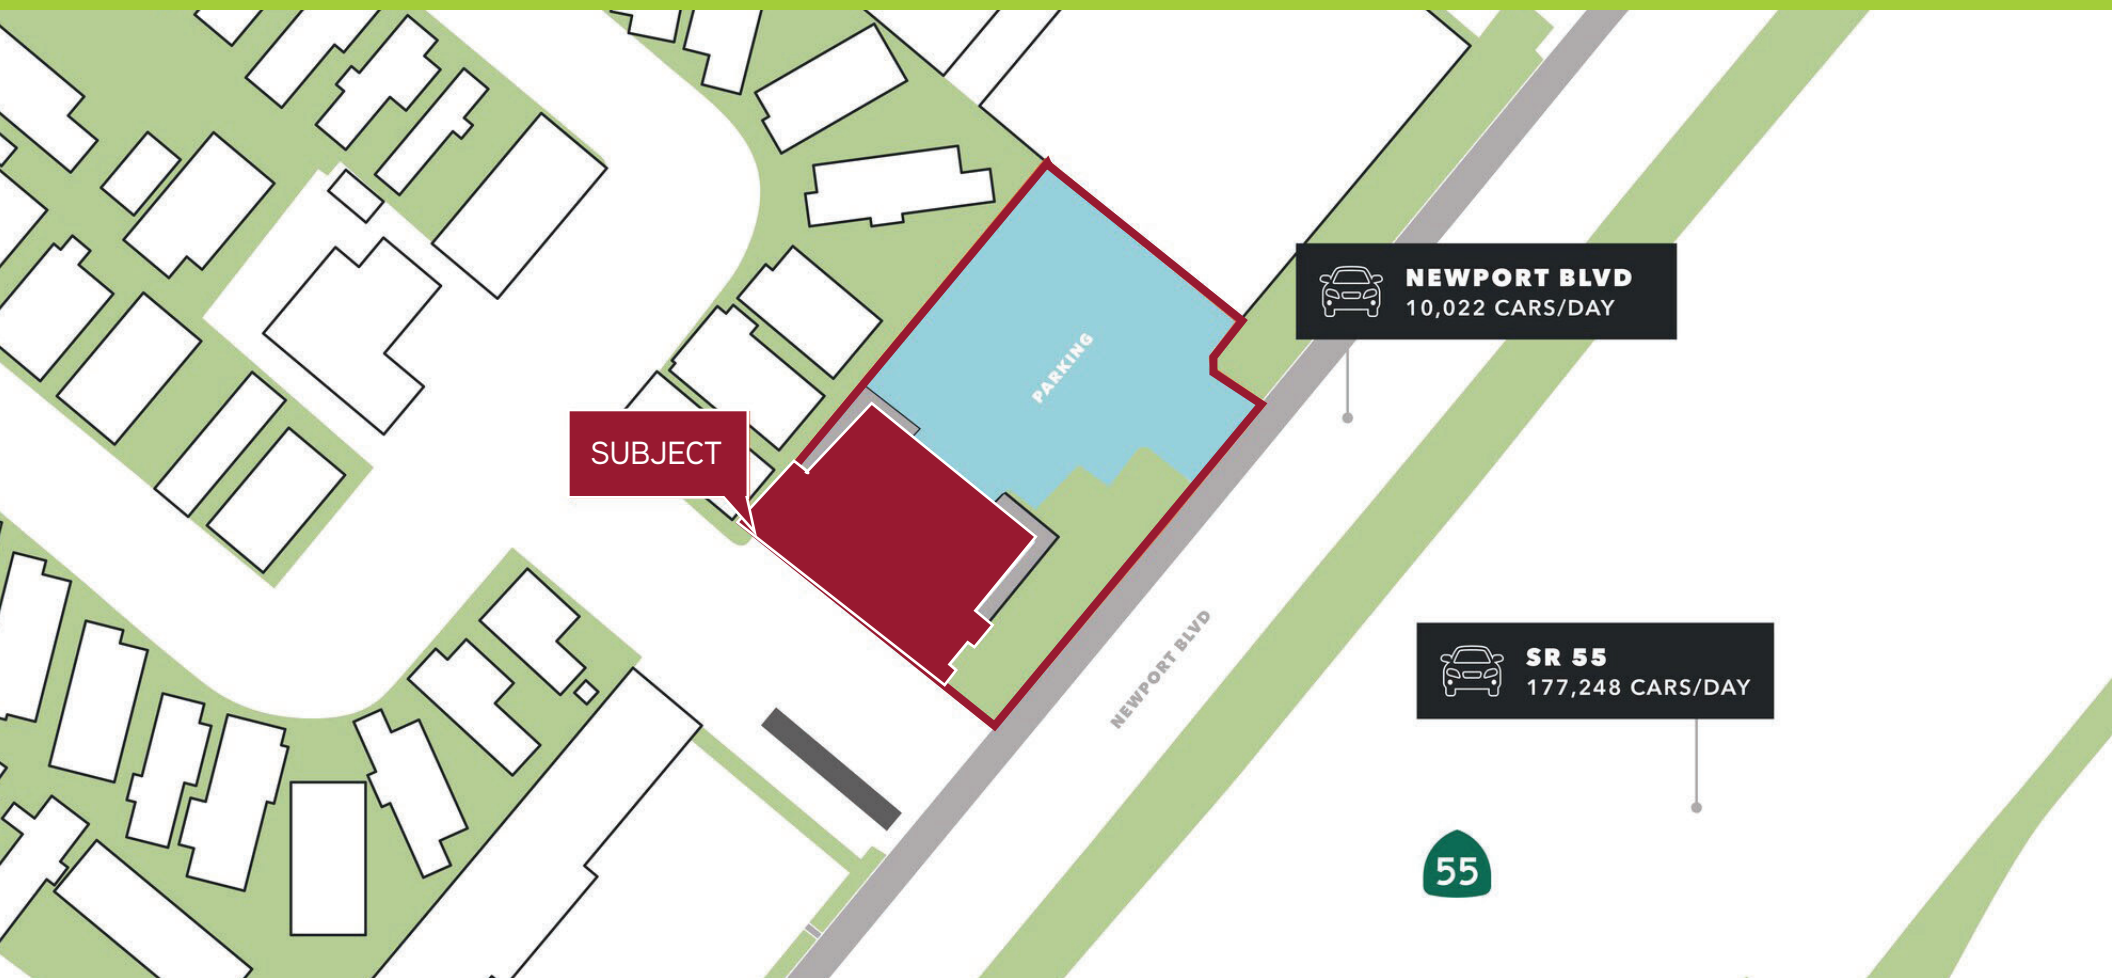 NEWPORT BLVD
10,022 CARS/DAY
PARKING
SUBJECT
NEWPORT BLVD
SR 55
177,248 CARS/DAY
55